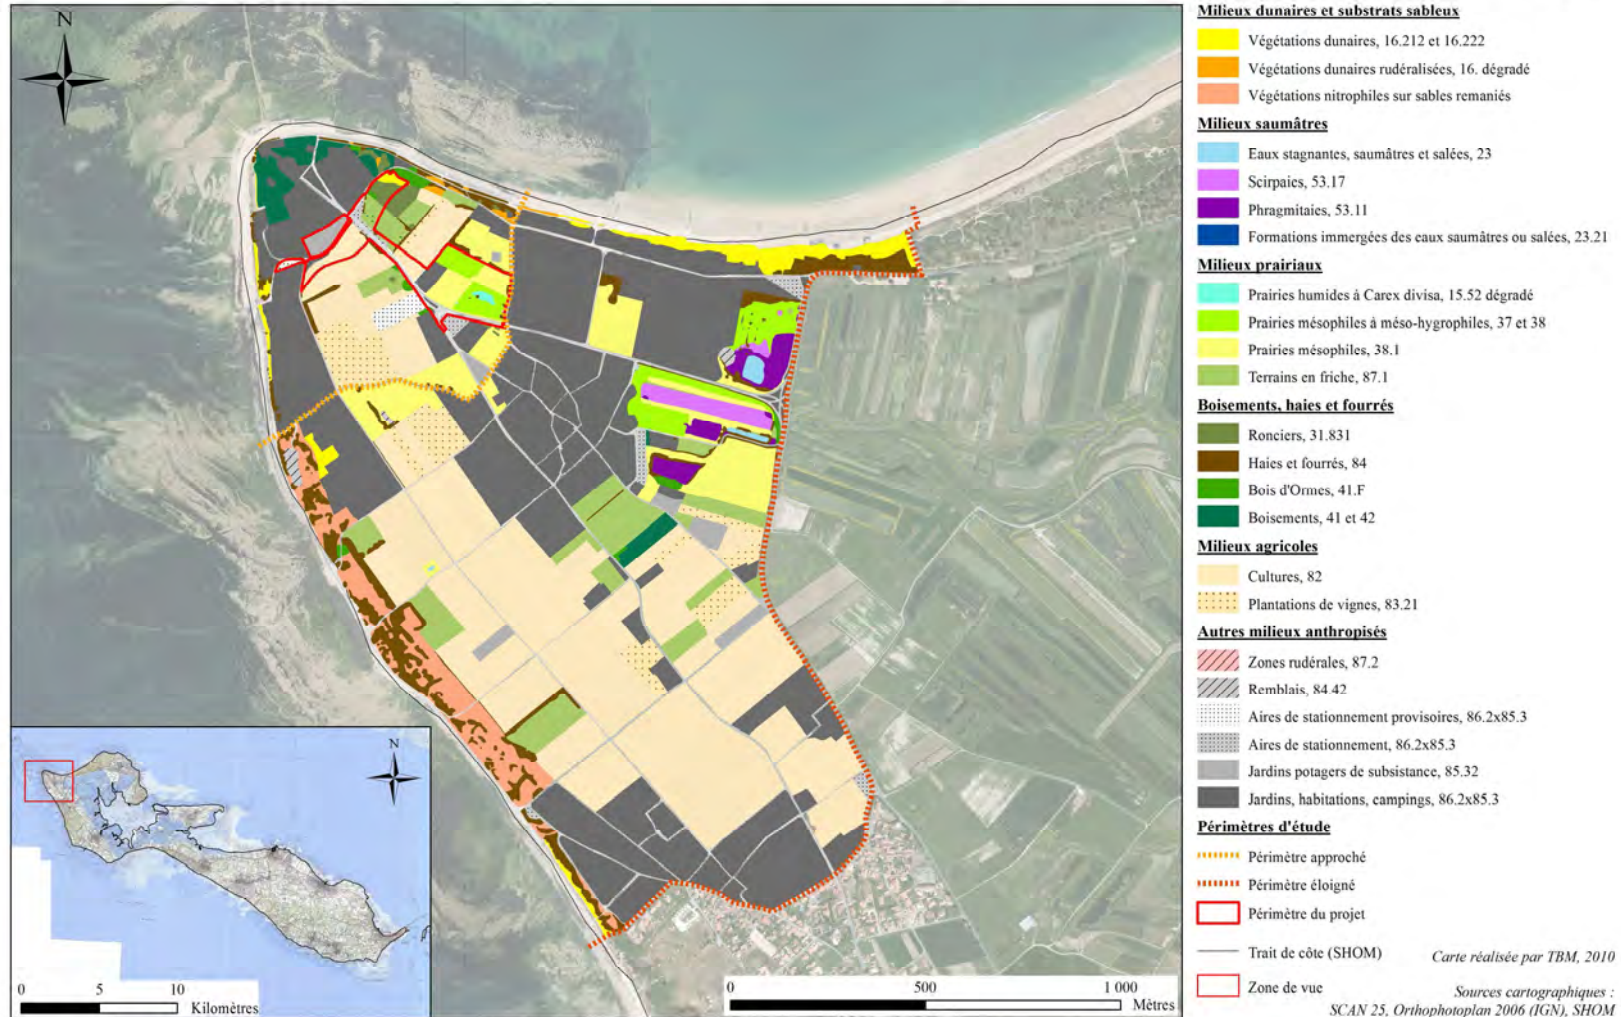 N
Milieux dunaires et substrats sableux
Végétations dunaires, 16.212 et 16.222
Végétations dunaires rudéralisées, 16. dégradé
Végétations nitrophiles sur sables remaniés
Milieux saumâtres
Eaux stagnantes, saumâtres et salées, 23
Scirpaies, 53.17
Phragmitaies, 53.11
Formations immergées des eaux saumâtres ou salées, 23.21
Milieux prairiaux
Prairies humides à Carex divisa, 15.52 dégradé
Prairies mésophiles à méso-hygrophiles, 37 et 38
Prairies mésophiles, 38.1
Terrains en friche, 87.1
Boisements, haies et fourrés
Ronciers, 31.831
Haies et fourrés, 84
Bois d'Ormes, 41.F
Boisements, 41 et 42
Milieux agricoles
Cultures, 82
Plantations de vignes, 83.21
Autres milieux anthropisés
Zones rudérales, 87.2
Remblais, 84.42
Aires de stationnement provisoires, 86.2x85.3
Aires de stationnement, 86.2x85.3
Jardins potagers de subsistance, 85.32
Jardins, habitations, campings, 86.2x85.3
Périmètres d'étude
Périmètre approché
Périmètre éloigné
Périmètre du projet
Trait de côte (SHOM)
Zone de vue
Carte réalisée par TBM, 2010
Sources cartographiques :
SCAN 25, Orthophotoplan 2006 (IGN), SHOM
N
0 5 10
Kilomètres
0 500 1 000
Mètres